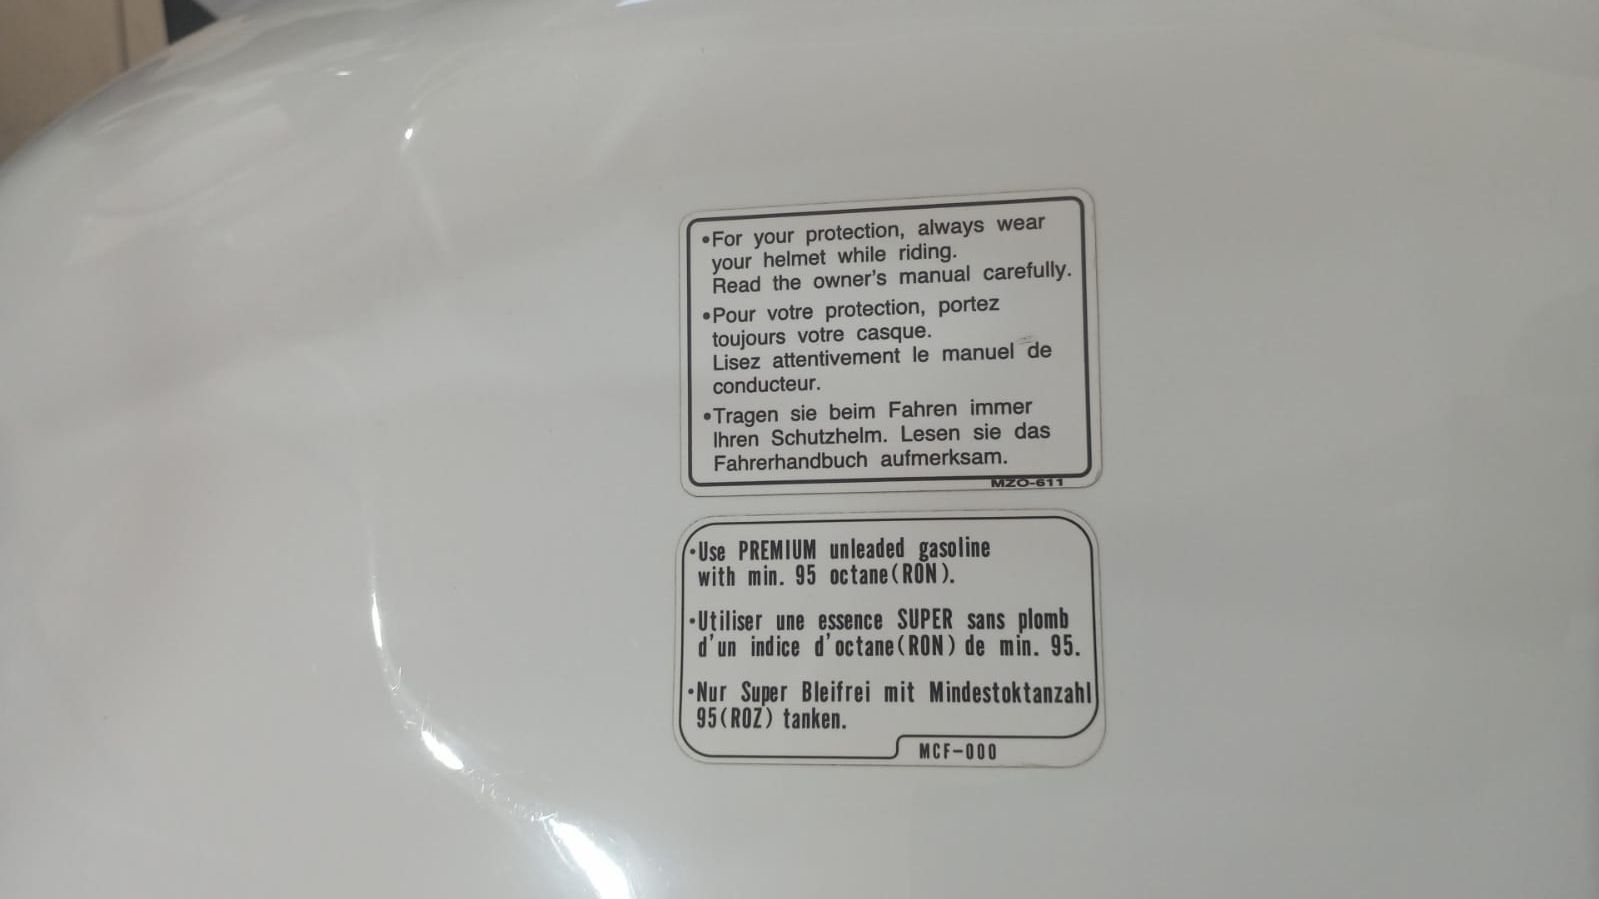 •For your protection, always wear
your helmet while riding.
Read the owner's manual carefully.
•Pour votre protection, portez
toujours votre casque.
Lisez attentivement le manuel de
conducteur.
•Tragen sie beim Fahren immer
Ihren Schutzhelm. Lesen sie das
Fahrerhandbuch aufmerksam.
MZO-611
•Use PREMIUM unleaded gasoline
with min. 95 octane(RON).
•Utiliser une essence SUPER sans plomb
d'un indice d'octane(RON) de min. 95.
•Nur Super Bleifrei mit Mindestoktanzahl
95(ROZ) tanken.
MCF-000